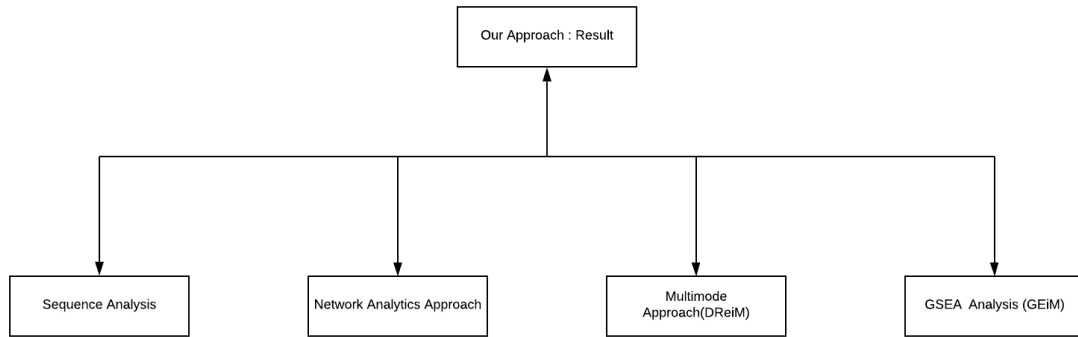 Our Approach : Result
Sequence Analysis
Network Analytics Approach
Multimode
Approach(DReiM)
GSEA Analysis (GEiM)